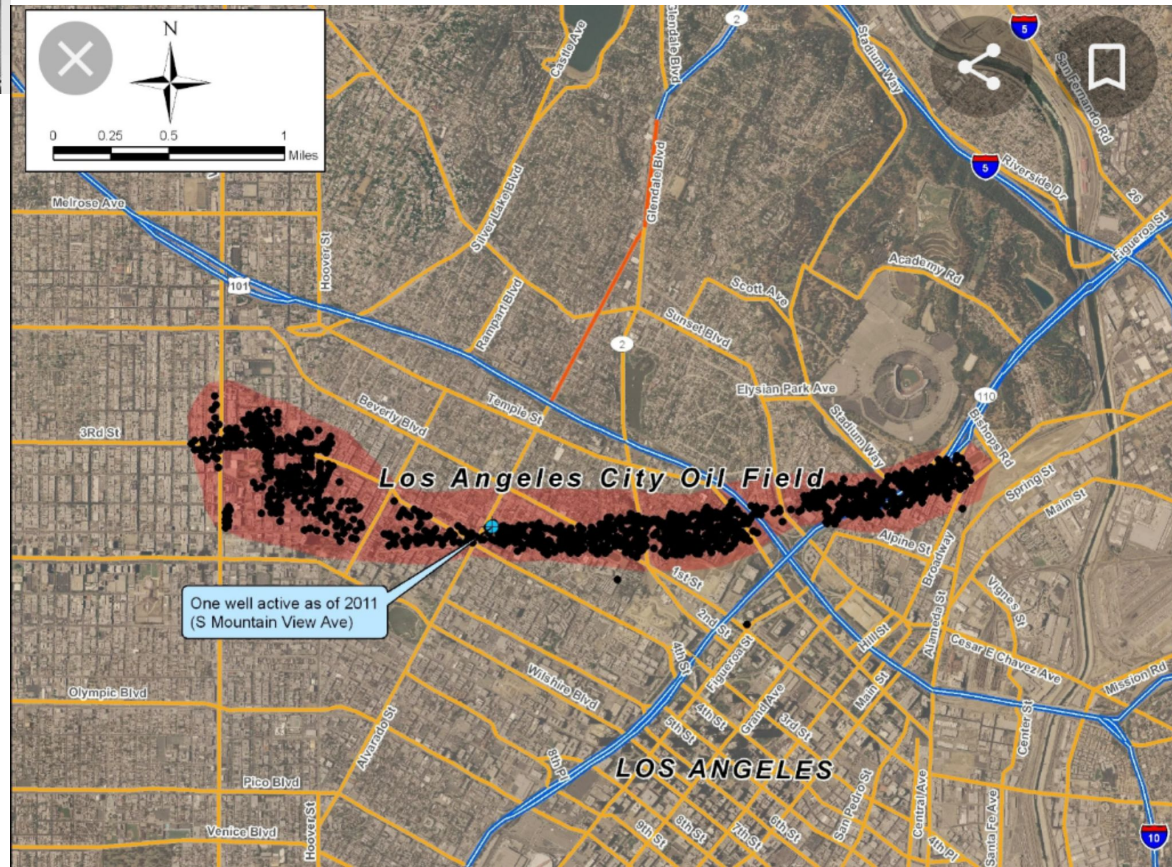 N
0 0.25 0.5 1
Miles
2
5
Glendale Blvd
Castle Ave
Stadium Way
San Fernando Rd
Riverside Dr
5
26
Figueroa St
Melrose Ave
Silver Lake Blvd
Glendale Blvd
Hoover St
Academy Rd
101
Scott Ave
Rampart Blvd
Sunset Blvd
2
Elysian Park Ave
110
Beverly Blvd
Temple St
Stadium Way
Bishops Rd
3Rd St
Los Angeles City Oil Field
Spring St
Main St
Alpine St
Broadway
1st St
One well active as of 2011
(S Mountain View Ave)
2nd St
Vignes St
Alameda St
Hill St
Cesar E Chavez Ave
4th St
Figueroa St
Main St
Mission Rd
Olympic Blvd
Wilshire Blvd
Grand Ave
4th St
3rd St
5th St
Center St
Alvarado St
8th Pl
LOS ANGELES
Pico Blvd
San Pedro St
Central Ave
Santa Fe Ave
Venice Blvd
Hoover St
9th St
8th St
7th St
6th St
4th Pl
10